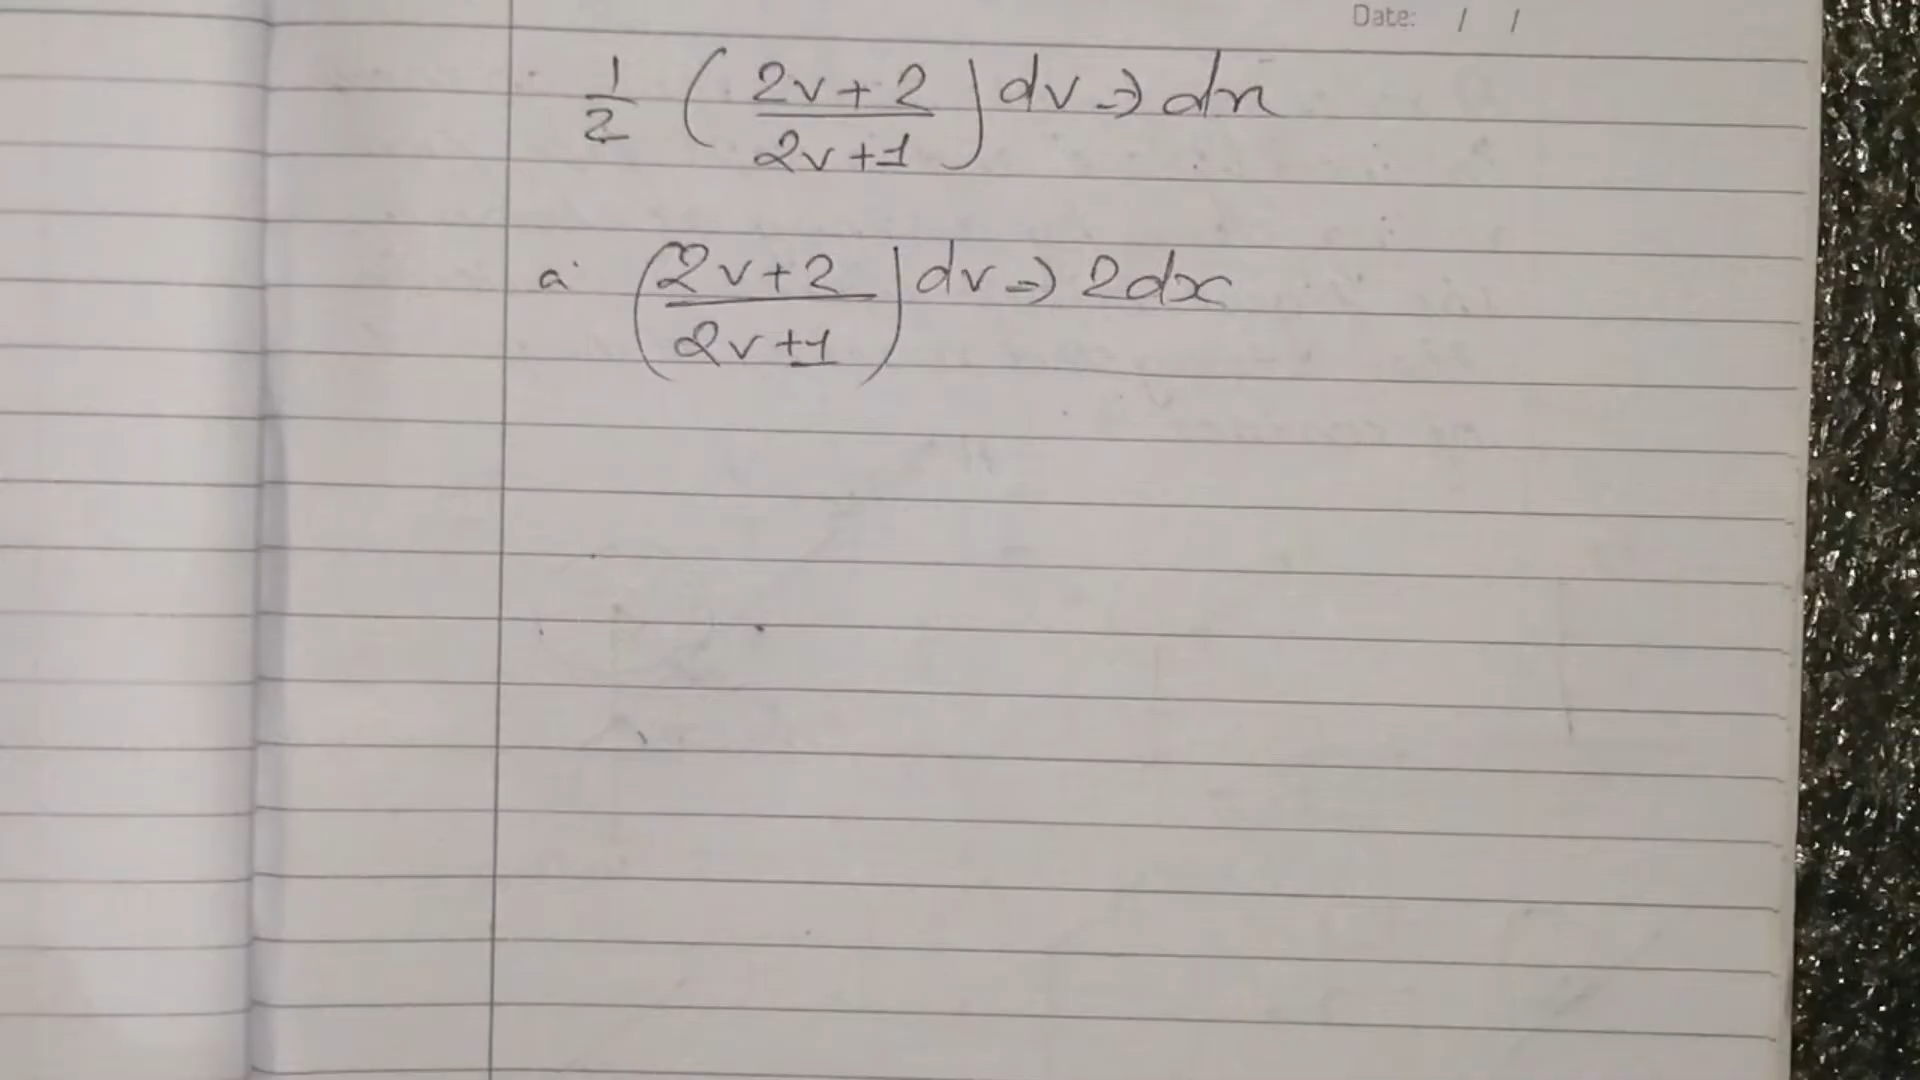 Date: / /
1/2 (2v+2 / 2v+1) dv ⇒ dx
a· (2v+2 / 2v+1) dv ⇒ 2dx